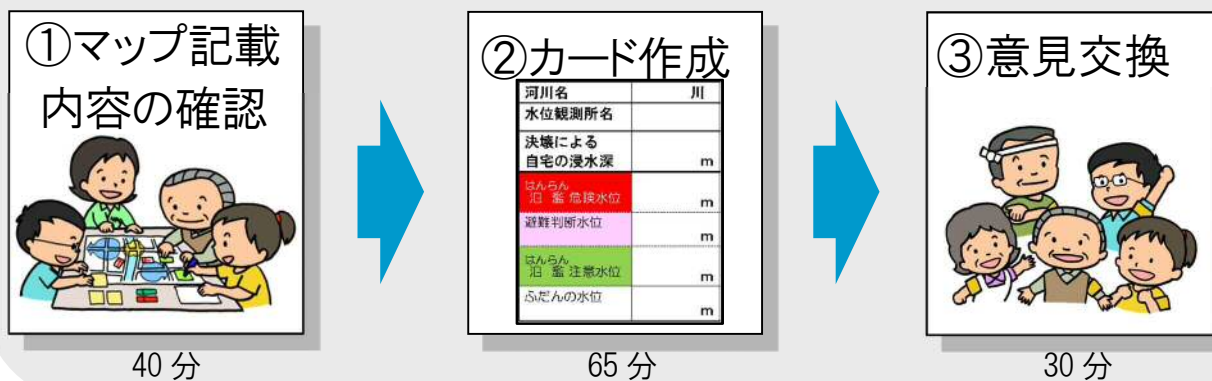 ①マップ記載
内容の確認
40 分
②カード作成
河川名 川
水位観測所名
決壊による
自宅の浸水深 m
はんらん
氾 濫 危険水位 m
避難判断水位 m
はんらん
氾 濫 注意水位 m
ふだんの水位 m
65 分
③意見交換
30 分